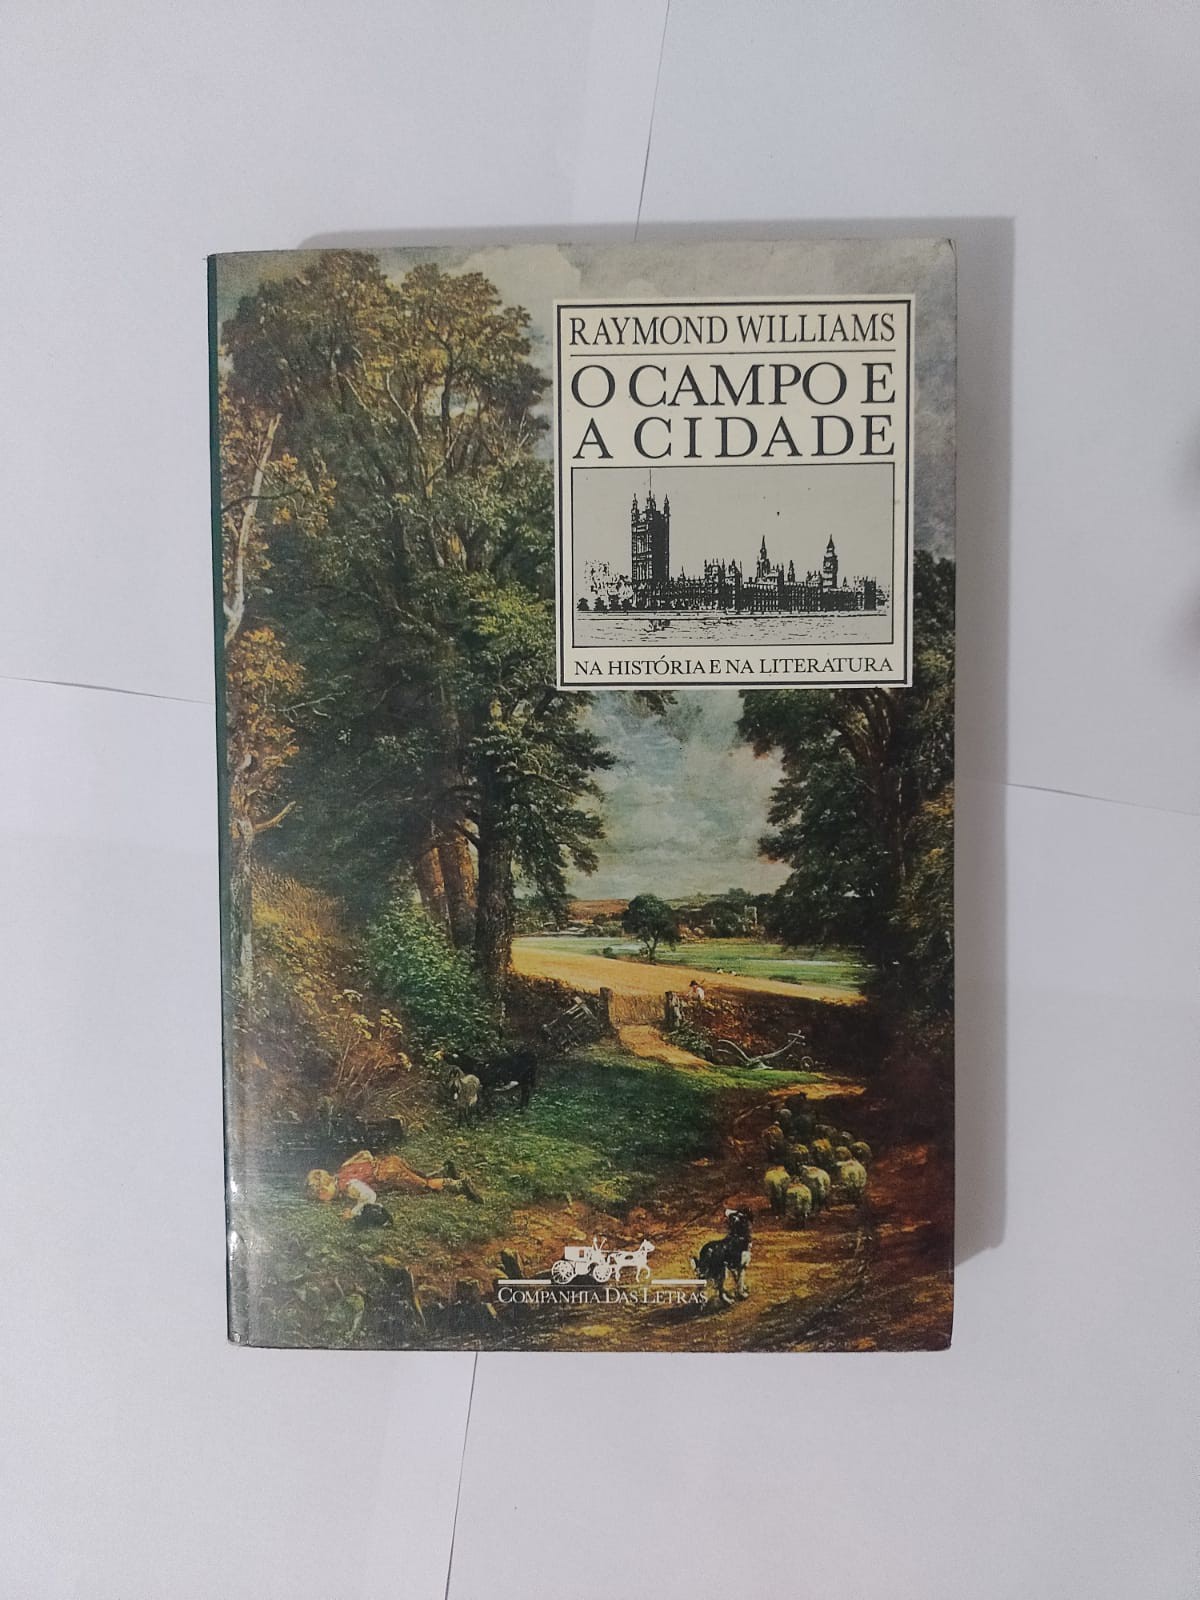 RAYMOND WILLIAMS
O CAMPO E
A CIDADE
NA HISTÓRIA E NA LITERATURA
COMPANHIA DAS LETRAS